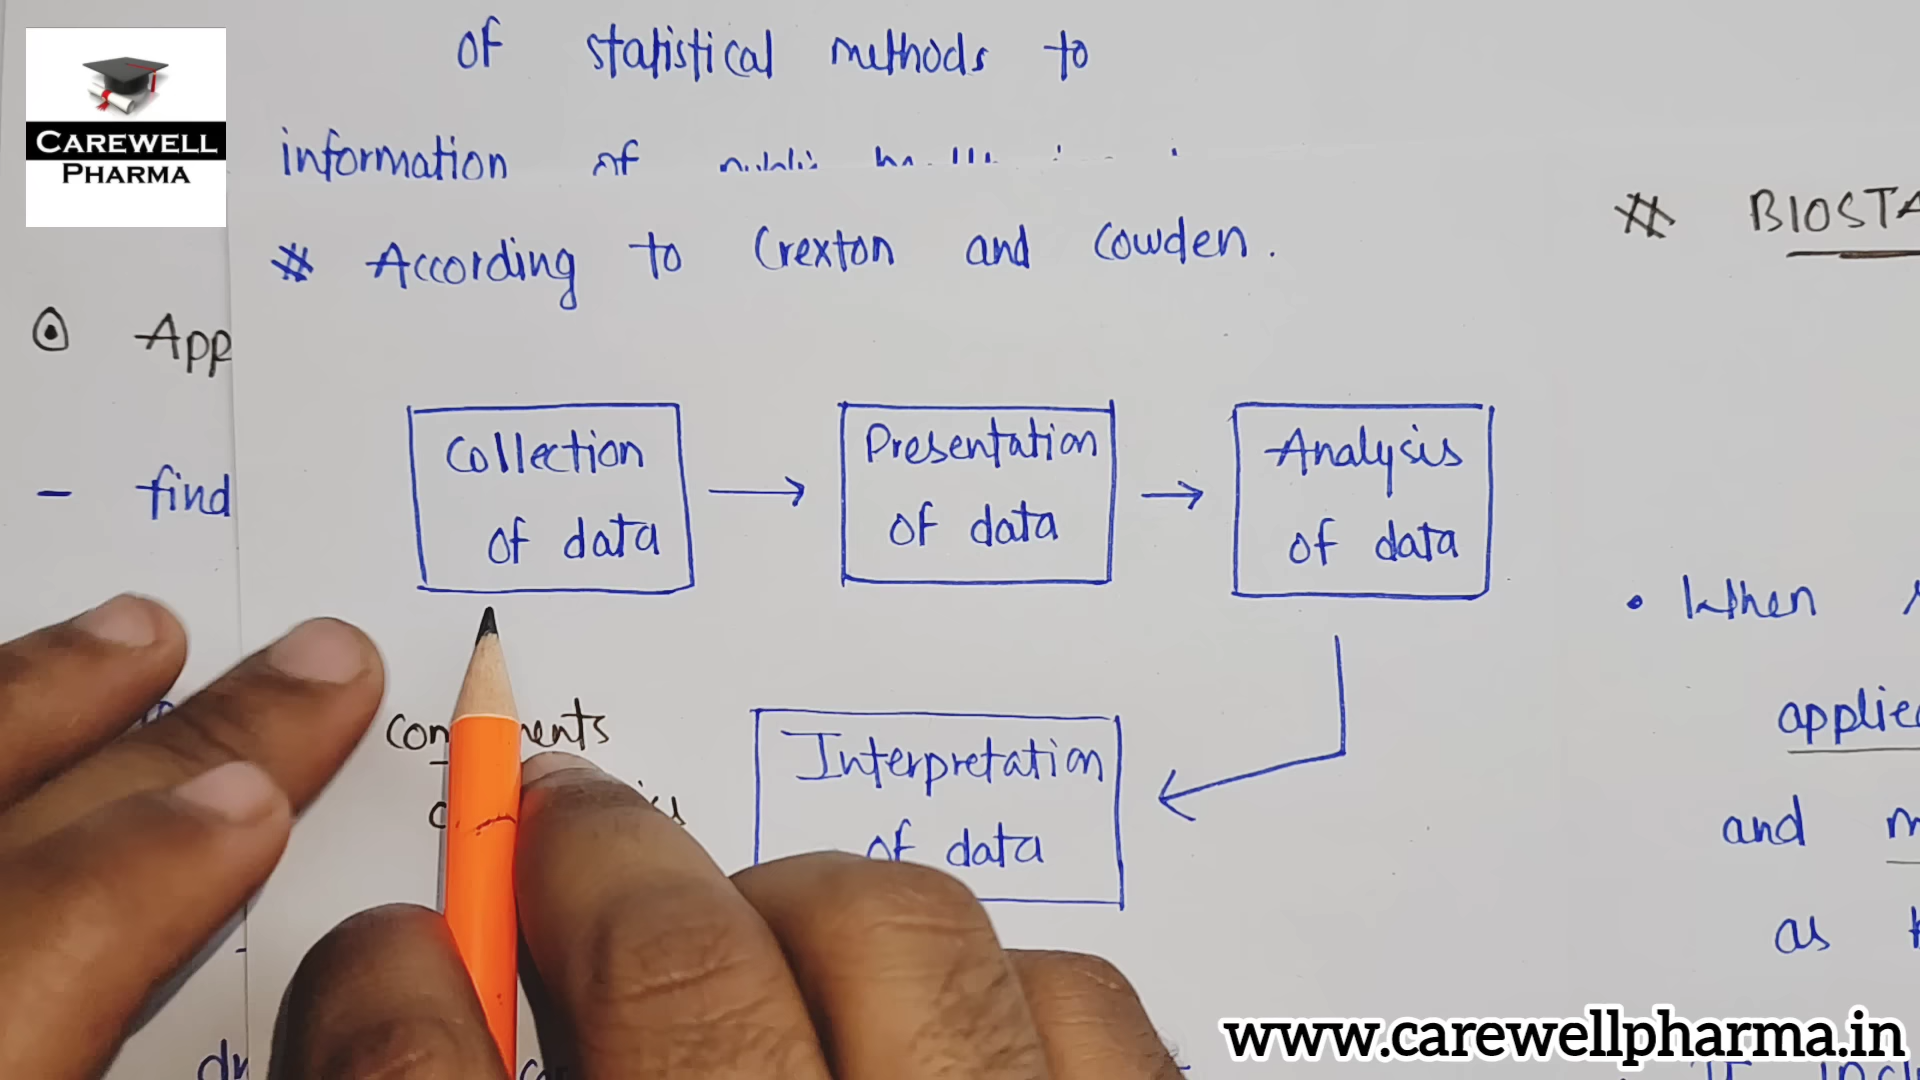 CAREWELL
PHARMA
of statistical methods to
information of
* According to Crexton and Cowden.
* BIOSTA
App
- find
Collection
of data
Presentation
of data
Analysis
of data
Interpretation
of data
• When
applied
and m
as
www.carewellpharma.in